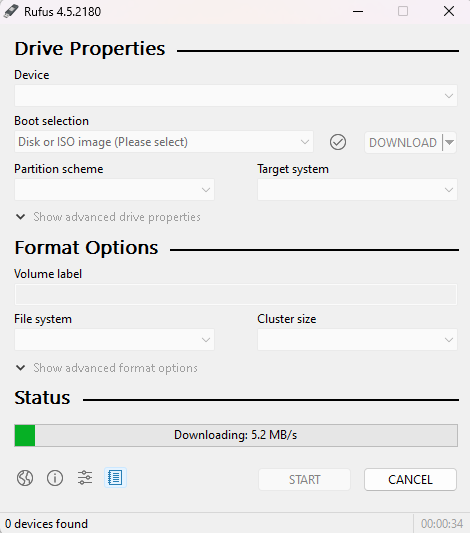 Rufus 4.5.2180
Drive Properties
Device
Boot selection
Disk or ISO image (Please select)
DOWNLOAD
Partition scheme
Target system
Show advanced drive properties
Format Options
Volume label
File system
Cluster size
Show advanced format options
Status
Downloading: 5.2 MB/s
START
CANCEL
0 devices found
00:00:34